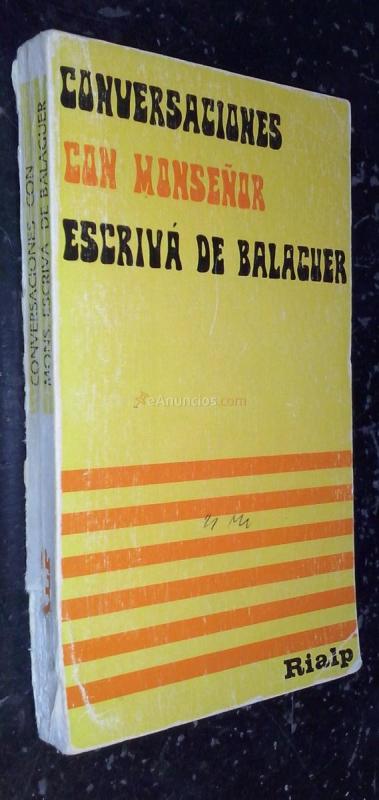 CONVERSACIONES
CON MONSEÑOR
ESCRIVÁ DE BALAGUER
eAnuncios.com
Rialp
CONVERSACIONES CON
MONS. ESCRIVÁ DE BALAGUER